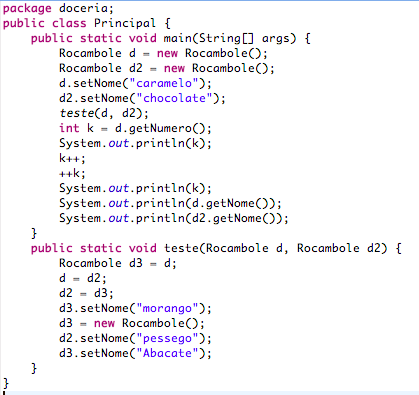 package doceria;
public class Principal {
public static void main(String[] args) {
Rocambole d = new Rocambole();
Rocambole d2 = new Rocambole();
d.setNome("caramelo");
d2.setNome("chocolate");
teste(d, d2);
int k = d.getNumero();
System.out.println(k);
k++;
++k;
System.out.println(k);
System.out.println(d.getNome());
System.out.println(d2.getNome());
}
public static void teste(Rocambole d, Rocambole d2) {
Rocambole d3 = d;
d = d2;
d2 = d3;
d3.setNome("morango");
d3 = new Rocambole();
d2.setNome("pessego");
d3.setNome("Abacate");
}
}